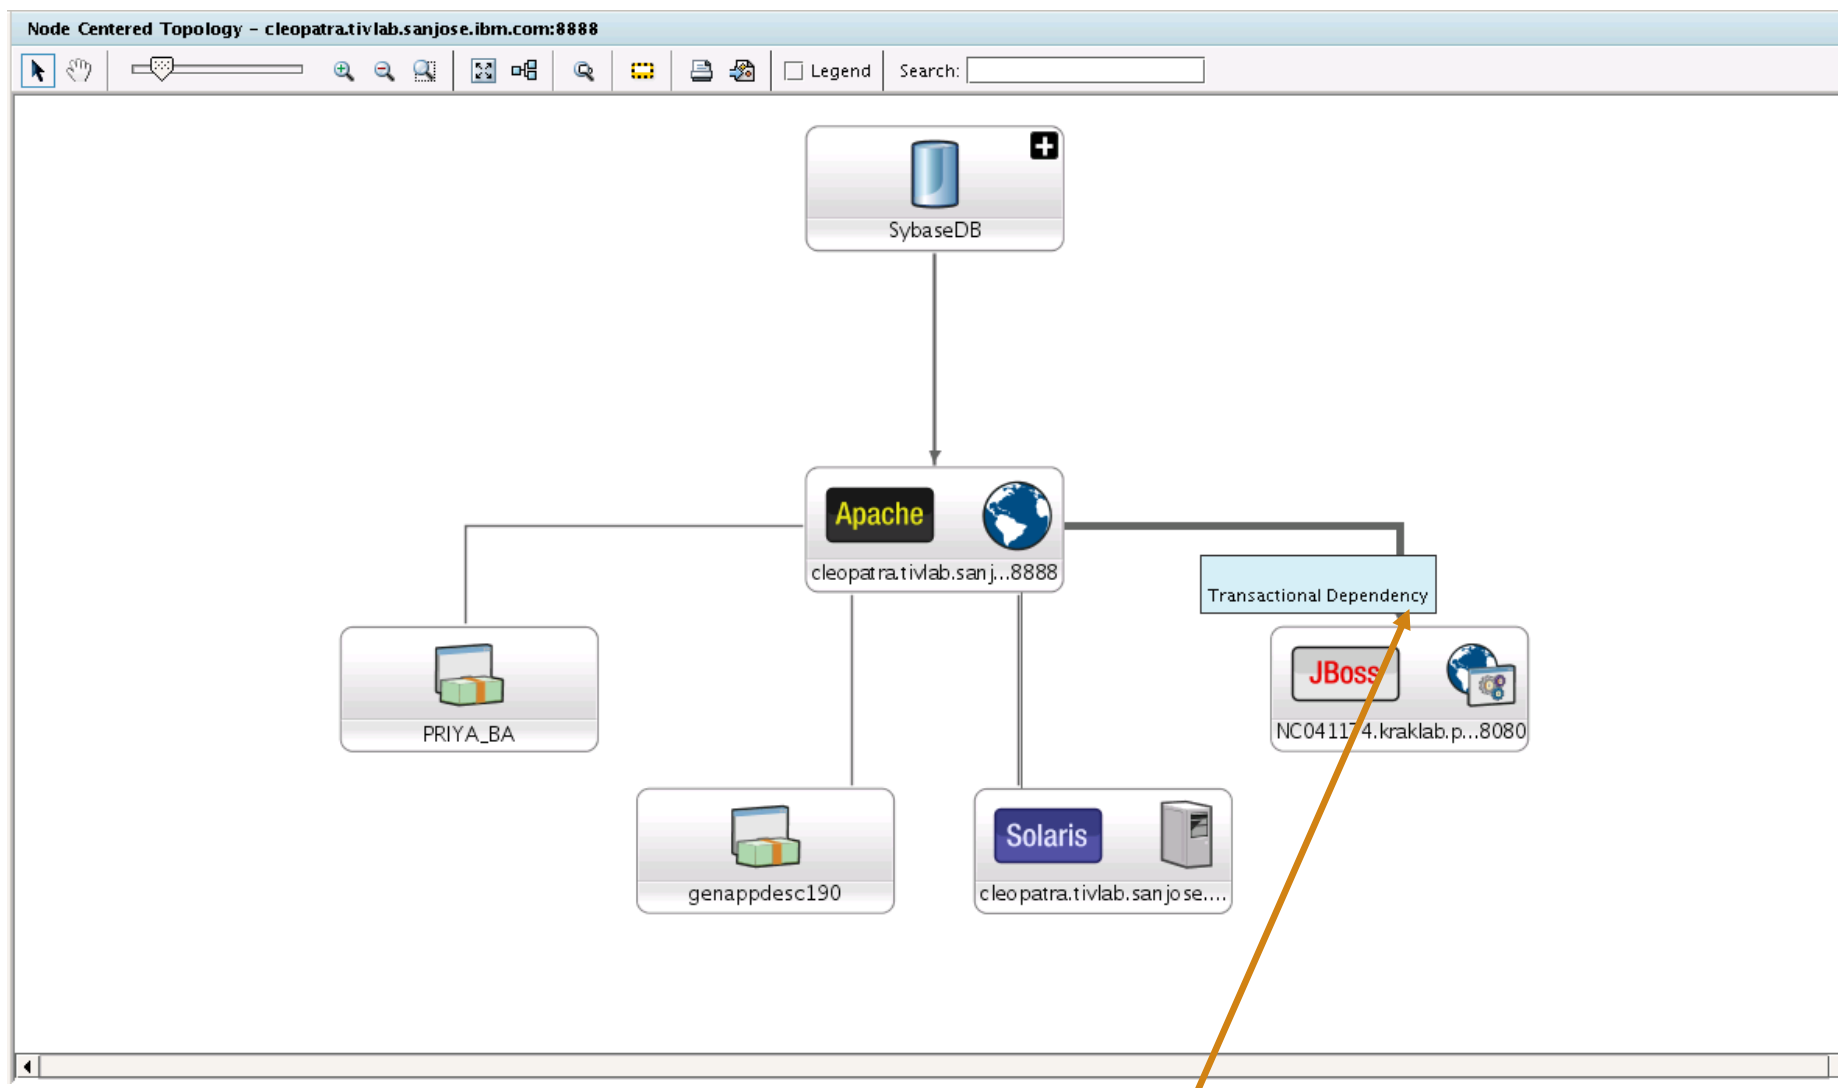 Node Centered Topology - cleopatra.tivlab.sanjose.ibm.com:8888
Legend Search:
SybaseDB
Apache
cleopatra.tivlab.sanj...8888
Transactional Dependency
JBoss
NC041174.kraklab.p...8080
PRIYA_BA
Solaris
genappdesc190
cleopatra.tivlab.sanjose....